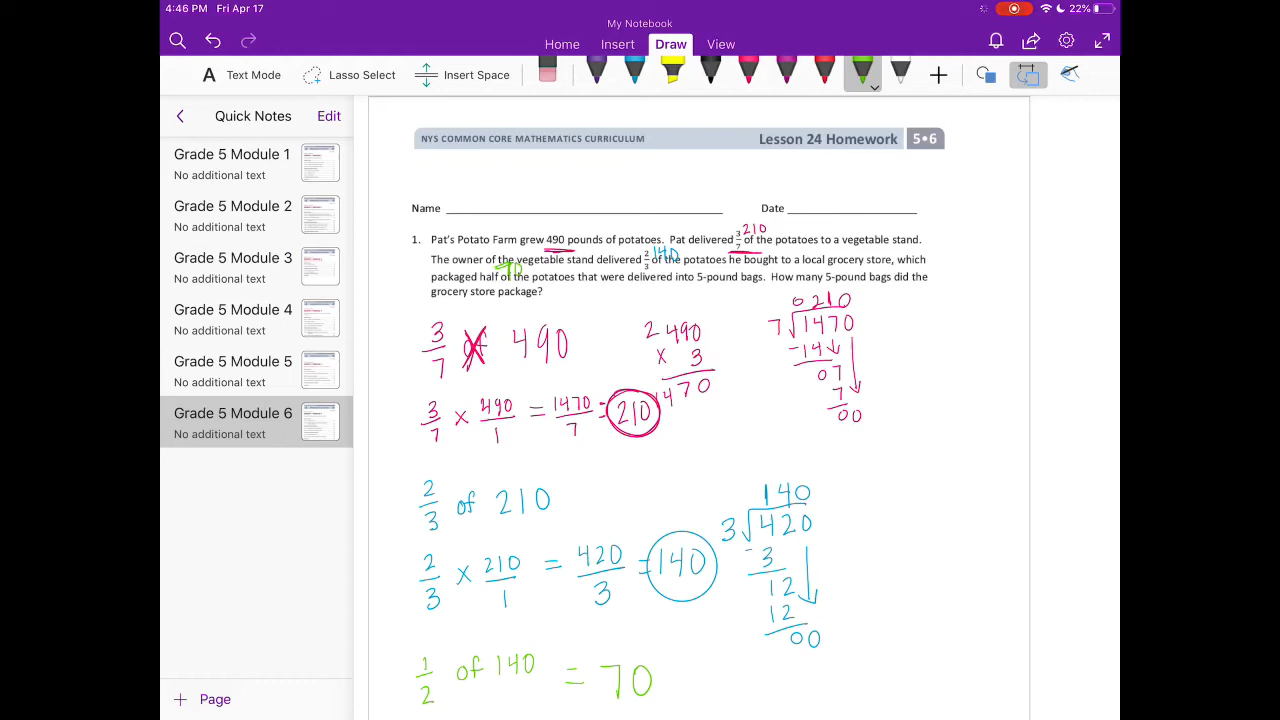 4:46 PM Fri Apr 17
22%
My Notebook
Home Insert Draw View
A Text Mode Lasso Select Insert Space
Quick Notes Edit
Grade 5 Module 1
No additional text
Grade 5 Module 2
No additional text
Grade 5 Module 3
No additional text
Grade 5 Module 4
No additional text
Grade 5 Module 5
No additional text
Grade 5 Module 6
No additional text
+ Page
NYS COMMON CORE MATHEMATICS CURRICULUM Lesson 24 Homework 5•6
Name Date
210
1. Pat's Potato Farm grew 490 pounds of potatoes. Pat delivered 3/7 of the potatoes to a vegetable stand.
140
The owner of the vegetable stand delivered 2/3 of the potatoes he bought to a local grocery store, which
packaged of the potatoes that were delivered into 5-pound bags. How many 5-pound bags did the
grocery store package?
3/7 of 490
2 490
x 3
1470
0210
7 1470
-14
07
7
00
3/7 x 490/1 = 1470/7 = 210
2/3 of 210
2/3 x 210/1 = 420/3 = 140
140
3 420
-3
12
12
00
1/2 of 140 = 70